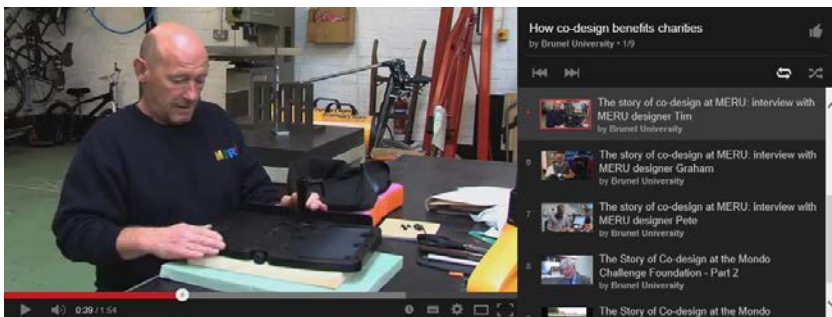 How co-design benefits charities
by Brunel University • 1/9
The story of co-design at MERU: interview with
MERU designer Tim
by Brunel University
6
The story of co-design at MERU: interview with
MERU designer Graham
by Brunel University
7
The story of co-design at MERU: interview with
MERU designer Pete
by Brunel University
8
The Story of Co-design at the Mondo
Challenge Foundation - Part 2
by Brunel University
The Story of Co-design at the Mondo
0:39 / 1:54